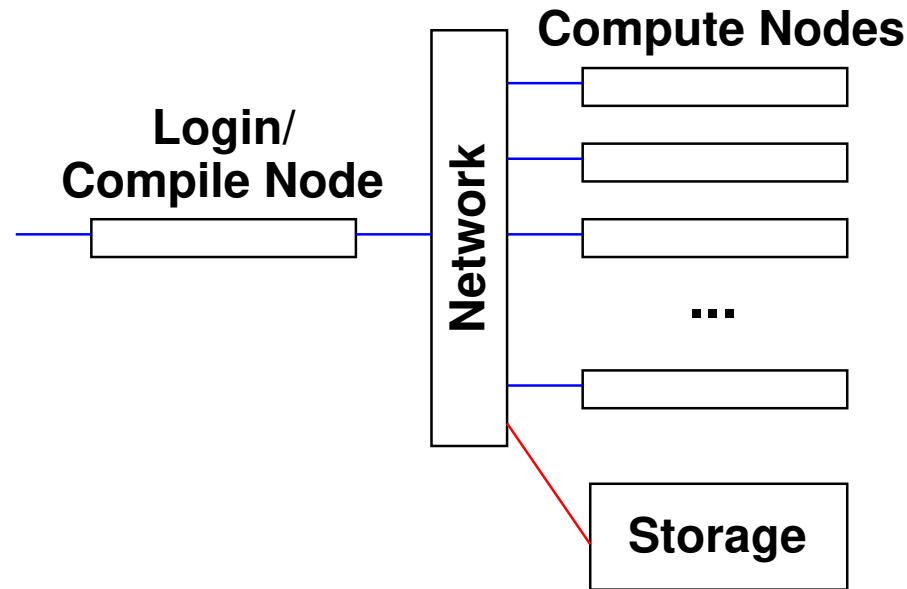 Compute Nodes
Login/
Compile Node
Network
...
Storage